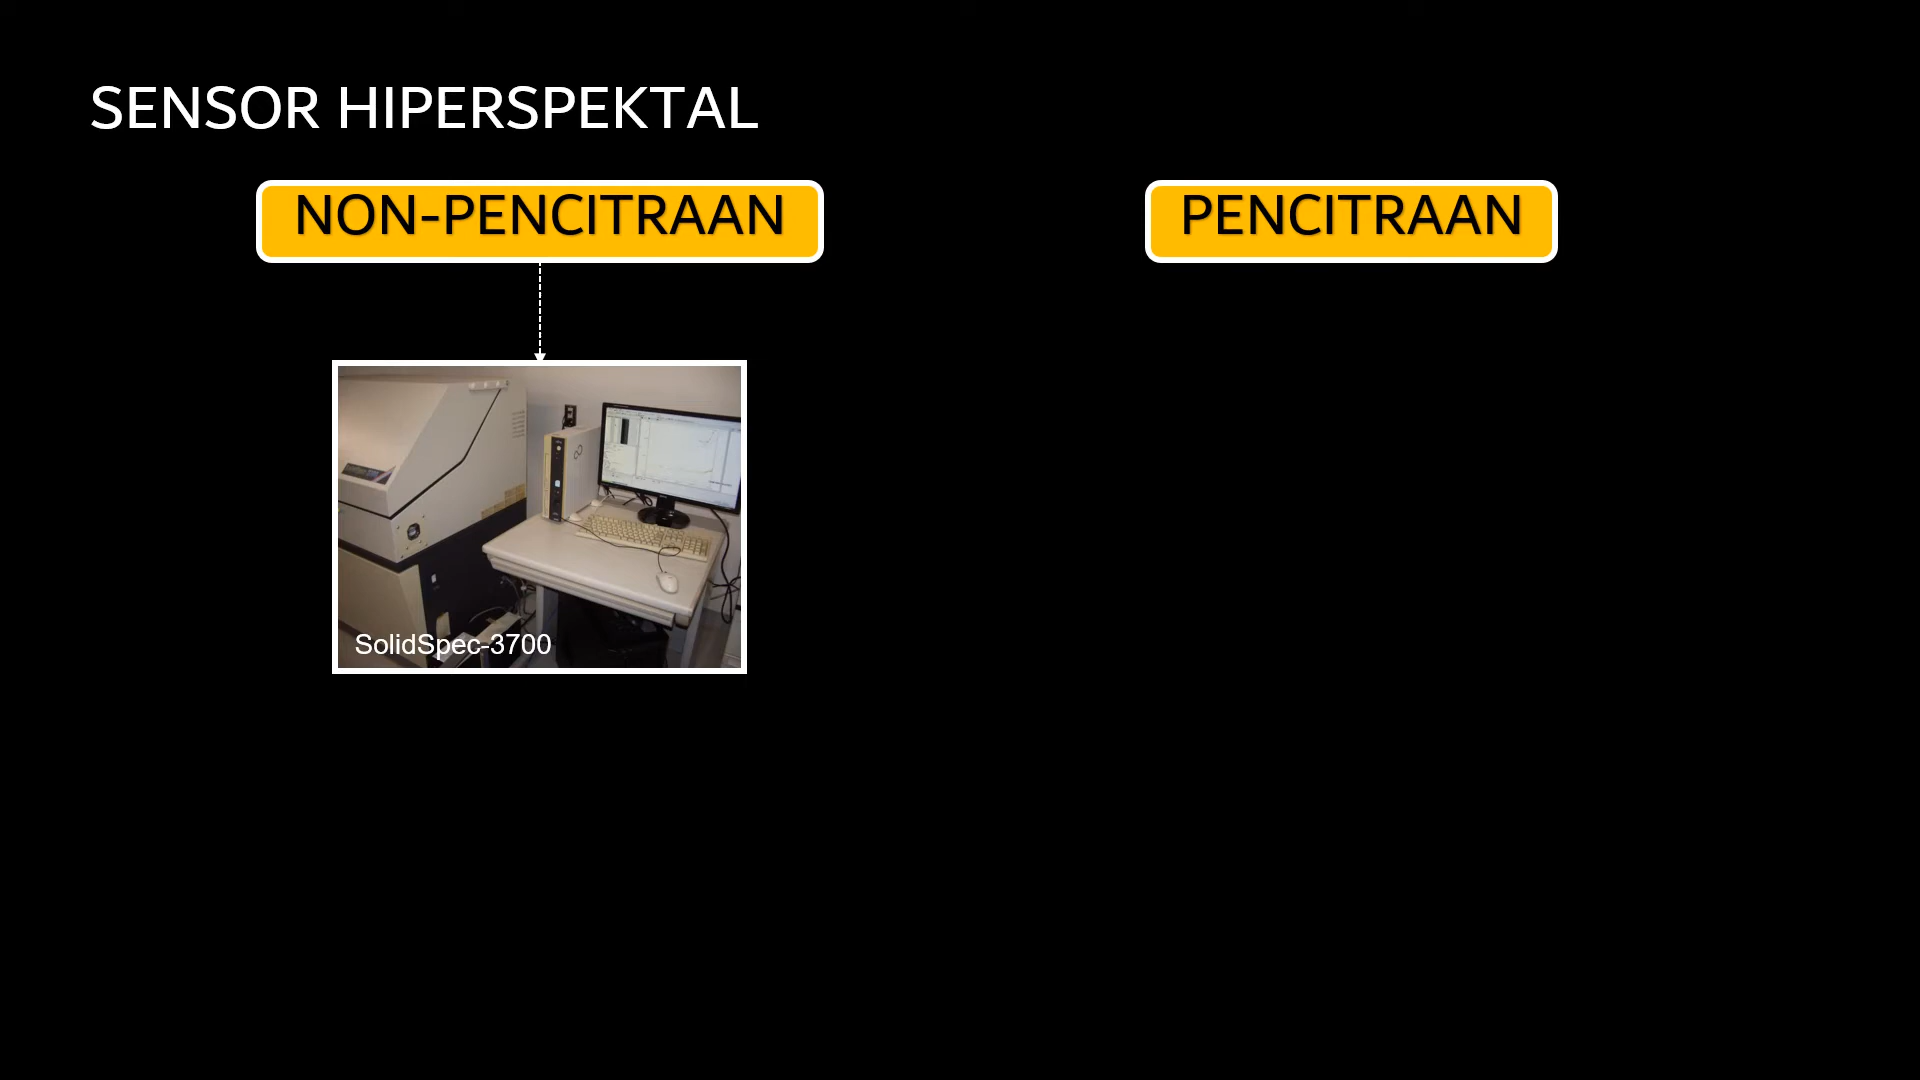 SENSOR HIPERSPEKTAL
NON-PENCITRAAN
PENCITRAAN
SolidSpec-3700